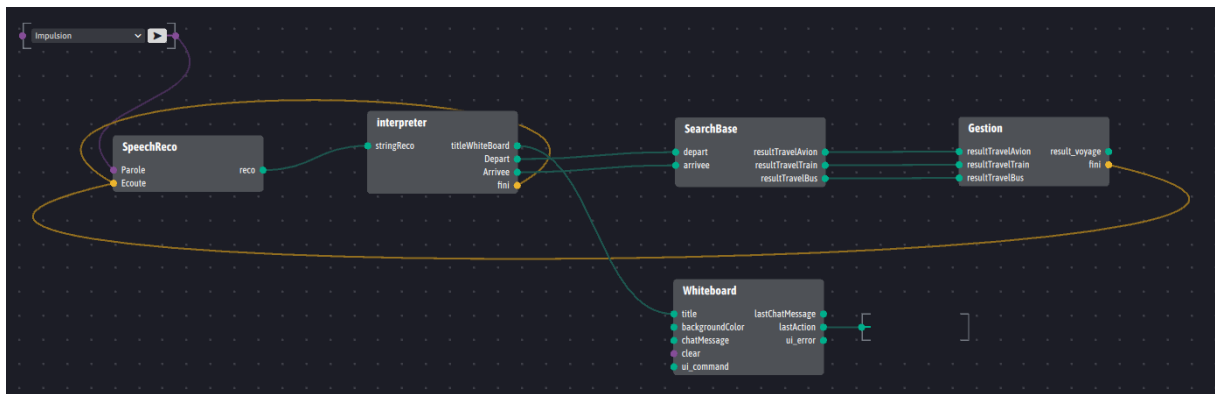 Impulsion
SpeechReco
Parole reco
Ecoute
interpreter
stringReco titleWhiteBoard
Depart
Arrivee
fini
SearchBase
depart resultTravelAvion
arrivee resultTravelTrain
resultTravelBus
Gestion
resultTravelAvion result_voyage
resultTravelTrain fini
resultTravelBus
Whiteboard
title lastChatMessage
backgroundColor lastAction
chatMessage ui_error
clear
ui_command